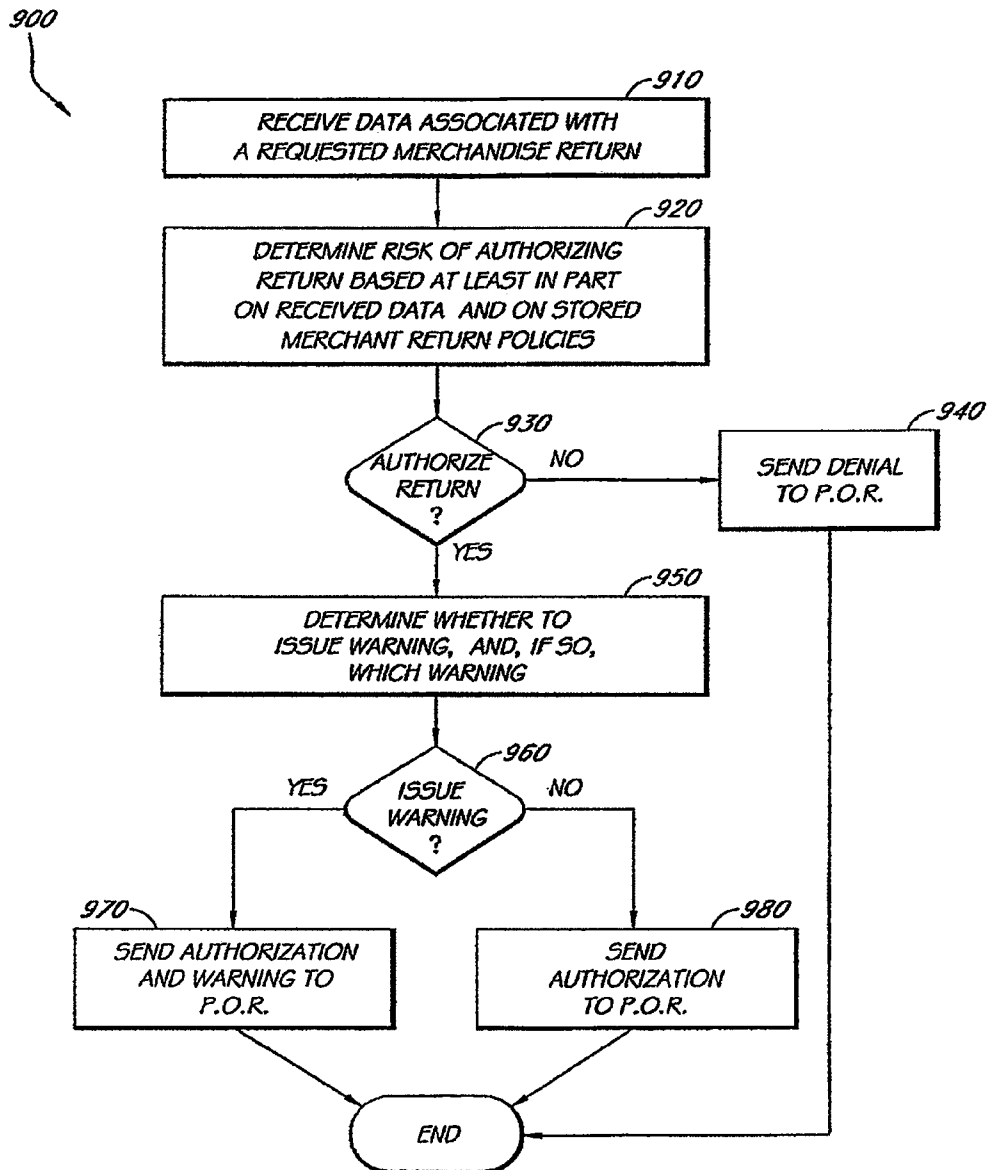 900
910
RECEIVE DATA ASSOCIATED WITH
A REQUESTED MERCHANDISE RETURN
920
DETERMINE RISK OF AUTHORIZING
RETURN BASED AT LEAST IN PART
ON RECEIVED DATA AND ON STORED
MERCHANT RETURN POLICIES
930
AUTHORIZE
RETURN
?
NO
940
SEND DENIAL
TO P.O.R.
YES
950
DETERMINE WHETHER TO
ISSUE WARNING, AND, IF SO,
WHICH WARNING
960
YES
ISSUE
WARNING
?
NO
970
SEND AUTHORIZATION
AND WARNING TO
P.O.R.
980
SEND
AUTHORIZATION
TO P.O.R.
END